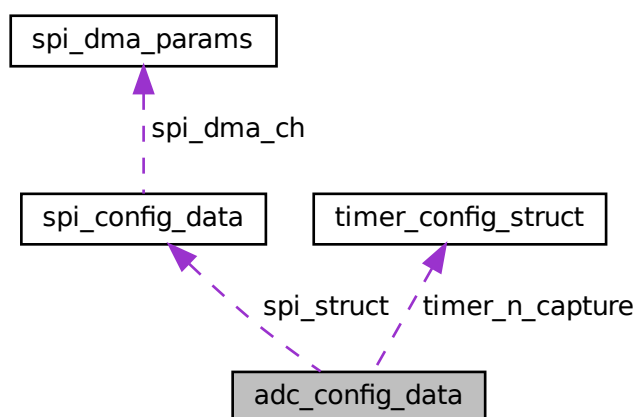 spi_dma_params
spi_dma_ch
spi_config_data
timer_config_struct
spi_struct
timer_n_capture
adc_config_data